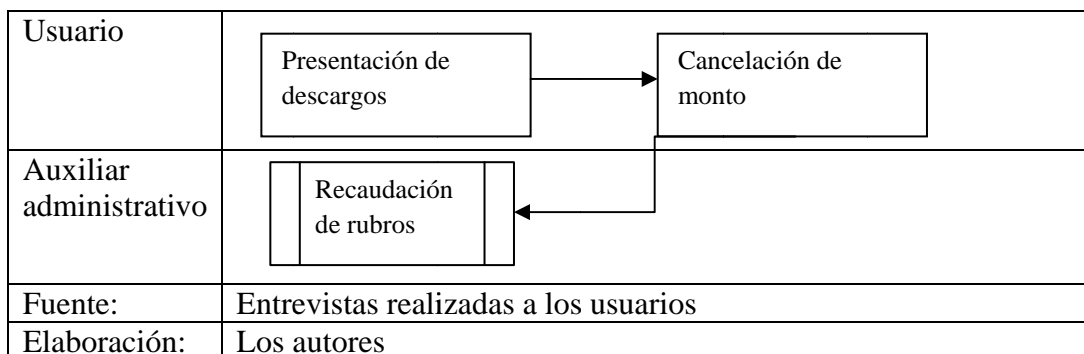 Usuario
Presentación de
descargos
Cancelación de
monto
Auxiliar
administrativo
Recaudación
de rubros
Fuente:
Entrevistas realizadas a los usuarios
Elaboración:
Los autores